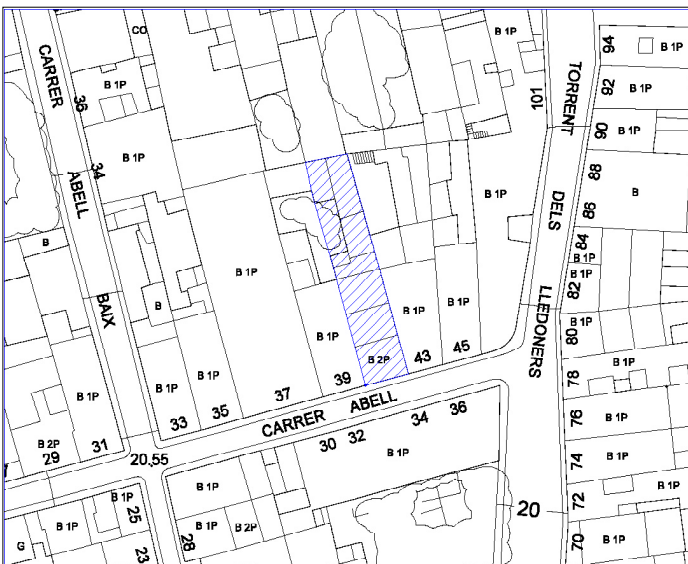 CO
B 1P
94
B 1P
CARRER ABELL BAIX
36
B 1P
101
TORRENT DELS LLEDONERS
92
B 1P
90
B 1P
34
B 1P
88
B
86
B 1P
B
84
B 1P
B 1P
82
B 1P
B
B 1P
B 1P
B 1P
80
B 1P
B 1P
B 1P
B 1P
39
B 2P
43
45
78
B 1P
33
35
37
CARRER ABELL
76
B 1P
B 2P
29
31
20,55
30
32
34
36
B 1P
74
B 1P
B 1P
B 1P
25
B 1P
B 2P
20
72
B 1P
G
B 1P
23
28
70
B 1P